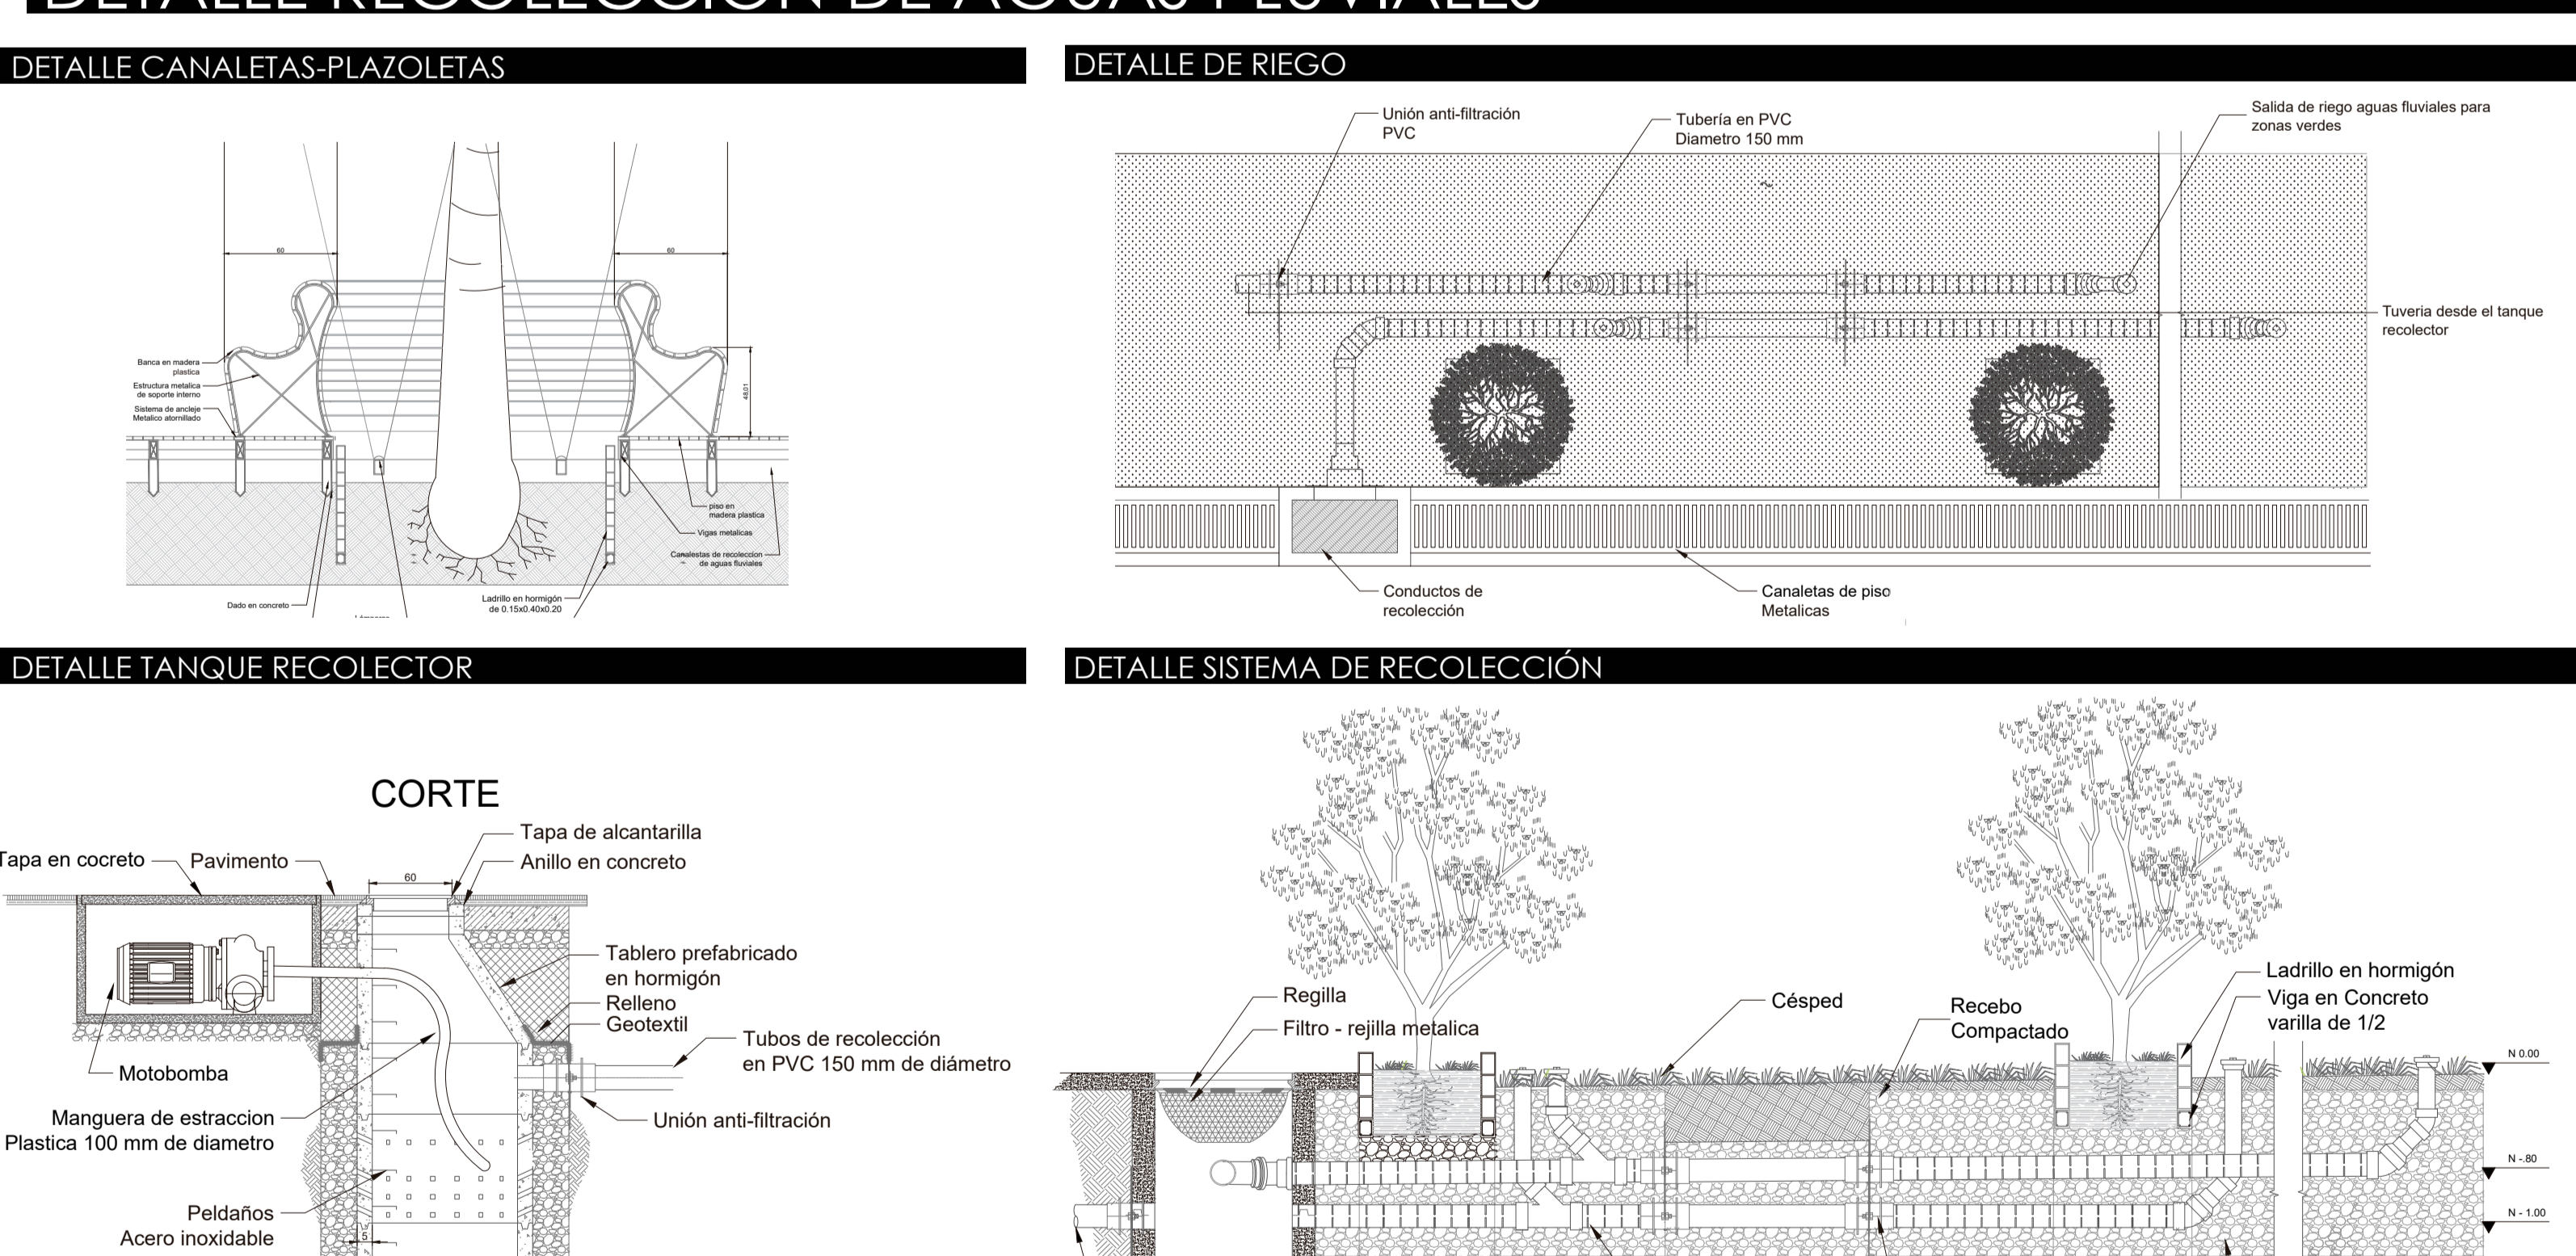 DETALLE RECOLECCIÓN DE AGUAS FLUVIALES
DETALLE CANALETAS-PLAZOLETAS
60
60
48,01
Banca en madera
plastica
Estructura metalica
de soporte interno
Sistema de ancleje
Metalico atornillado
piso en
madera plastica
Vigas metalicas
Canalestas de recoleccion
de aguas fluviales
Dado en concreto
Ladrillo en hormigón
de 0.15x0.40x0.20
DETALLE DE RIEGO
Unión anti-filtración
PVC
Tubería en PVC
Diametro 150 mm
Salida de riego aguas fluviales para
zonas verdes
Tuveria desde el tanque
recolector
Conductos de
recolección
Canaletas de piso
Metalicas
DETALLE TANQUE RECOLECTOR
CORTE
Tapa de alcantarilla
Anillo en concreto
Tapa en cocreto
Pavimento
60
Tablero prefabricado
en hormigón
Relleno
Geotextil
Tubos de recolección
en PVC 150 mm de diámetro
Unión anti-filtración
Motobomba
Manguera de estraccion
Plastica 100 mm de diametro
Peldaños
Acero inoxidable
5
DETALLE SISTEMA DE RECOLECCIÓN
Regilla
Filtro - rejilla metalica
Césped
Recebo
Compactado
Ladrillo en hormigón
Viga en Concreto
varilla de 1/2
N 0.00
N -.80
N - 1.00